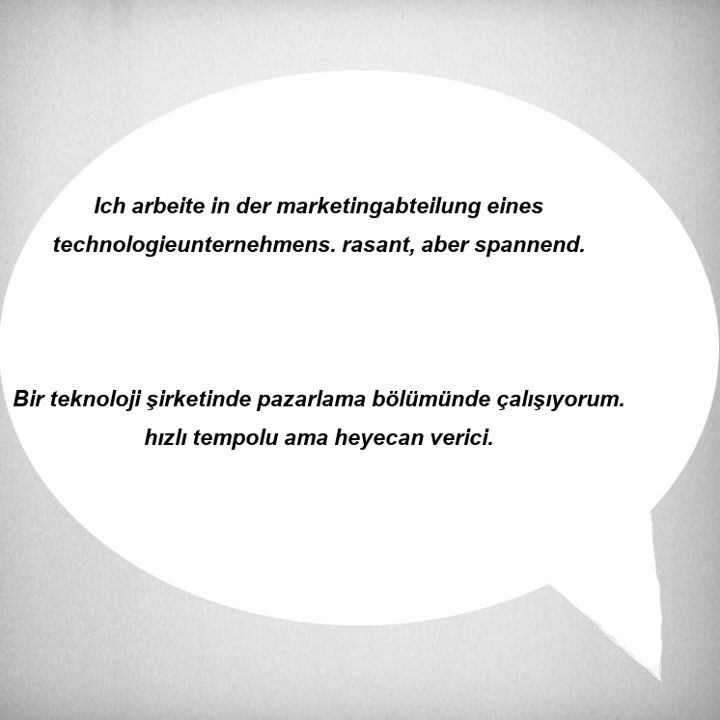 Ich arbeite in der marketingabteilung eines
technologieunternehmens. rasant, aber spannend.
Bir teknoloji şirketinde pazarlama bölümünde çalışıyorum.
hızlı tempolu ama heyecan verici.